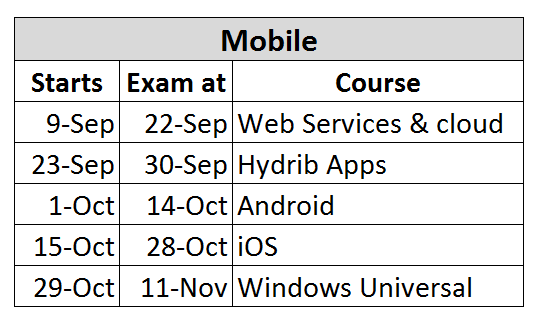 Mobile
Starts Exam at Course
9-Sep 22-Sep Web Services & cloud
23-Sep 30-Sep Hydrib Apps
1-Oct 14-Oct Android
15-Oct 28-Oct iOS
29-Oct 11-Nov Windows Universal